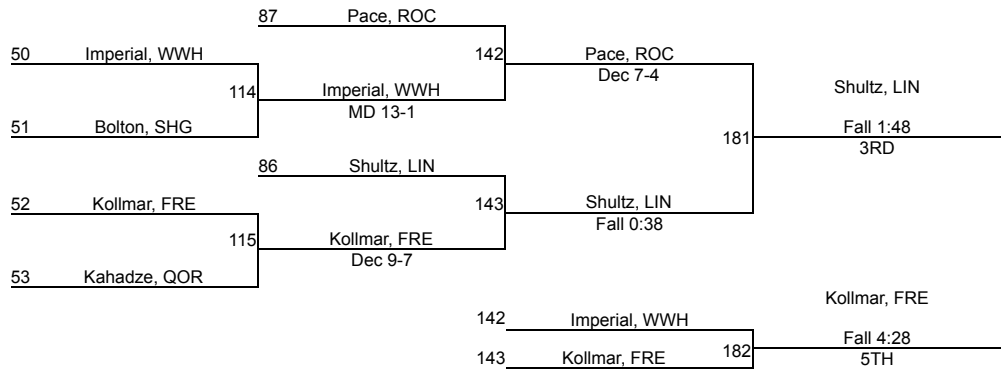 87 Pace, ROC
50 Imperial, WWH
142
Pace, ROC
Dec 7-4
114
Imperial, WWH
MD 13-1
Shultz, LIN
51 Bolton, SHG
181
Fall 1:48
3RD
86 Shultz, LIN
52 Kollmar, FRE
143
Shultz, LIN
Fall 0:38
115
Kollmar, FRE
Dec 9-7
53 Kahadze, QOR
Kollmar, FRE
142 Imperial, WWH
Fall 4:28
143 Kollmar, FRE
182
5TH